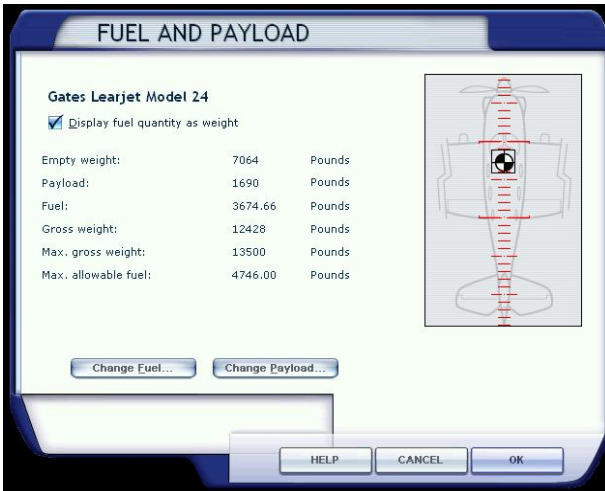 FUEL AND PAYLOAD
Gates Learjet Model 24
Display fuel quantity as weight
Empty weight: 7064 Pounds
Payload: 1690 Pounds
Fuel: 3674.66 Pounds
Gross weight: 12428 Pounds
Max. gross weight: 13500 Pounds
Max. allowable fuel: 4746.00 Pounds
Change Fuel... Change Payload...
HELP CANCEL OK